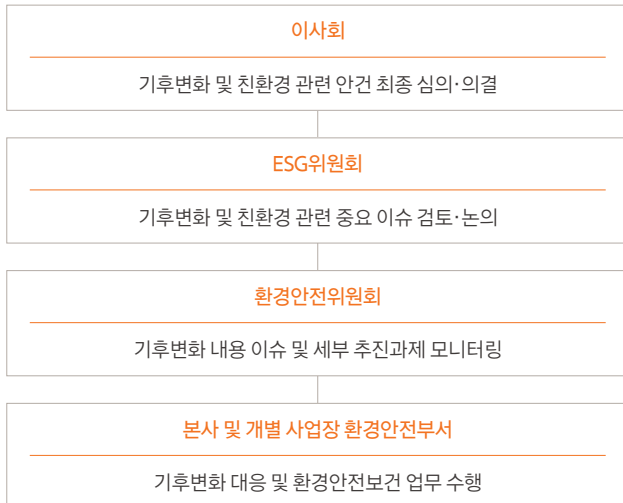 이사회
기후변화 및 친환경 관련 안건 최종 심의·의결
ESG위원회
기후변화 및 친환경 관련 중요 이슈 검토·논의
환경안전위원회
기후변화 내용 이슈 및 세부 추진과제 모니터링
본사 및 개별 사업장 환경안전부서
기후변화 대응 및 환경안전보건 업무 수행